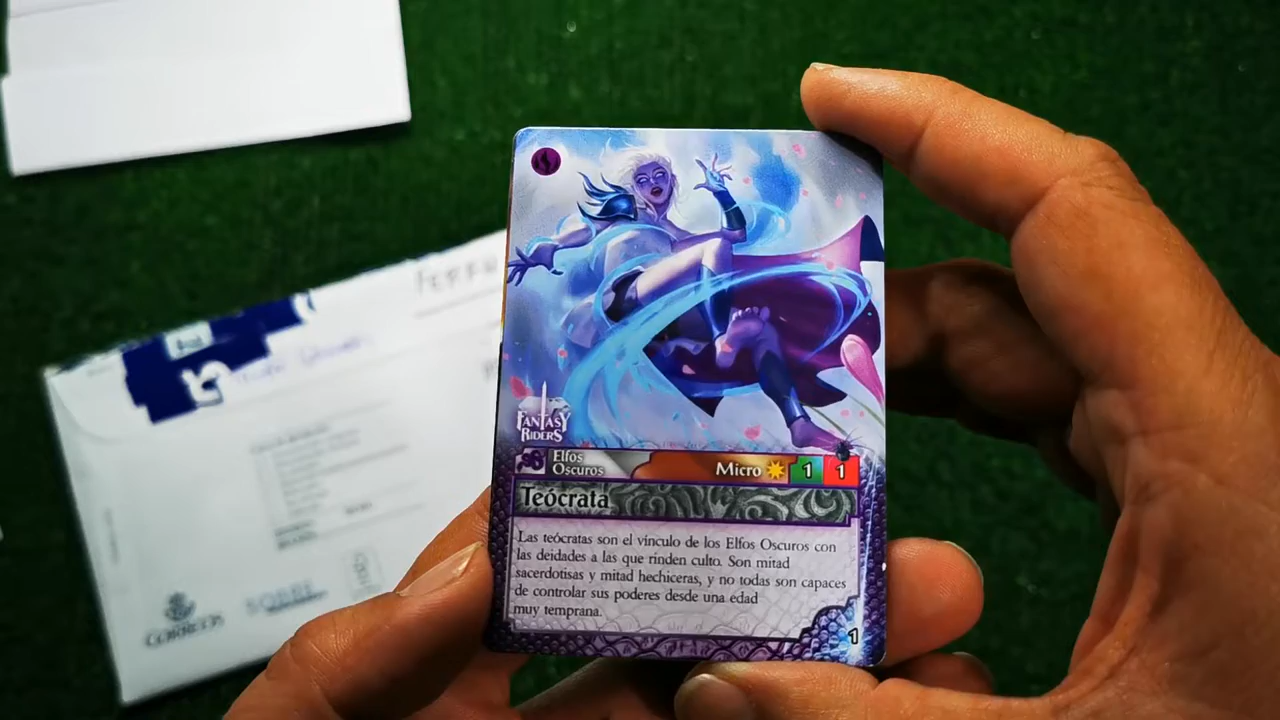 FANTASY
RIDERS
Elfos
Oscuros
Micro 1 1
Teócrata
Las teócratas son el vínculo de los Elfos Oscuros con
las deidades a las que rinden culto. Son mitad
sacerdotisas y mitad hechiceras, y no todas son capaces
de controlar sus poderes desde una edad
muy temprana.
1
CORREOS